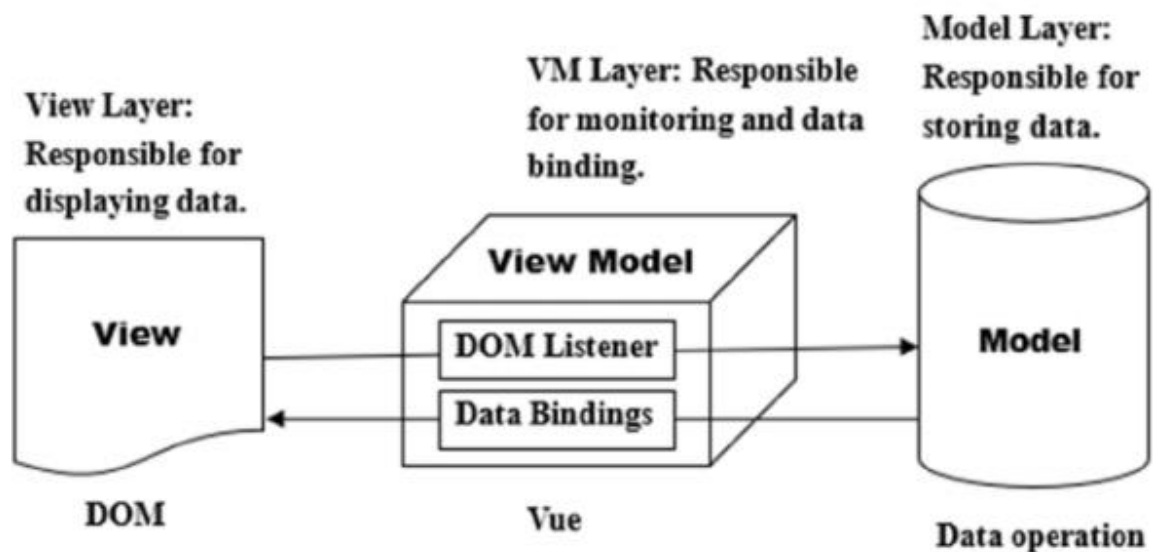 View Layer:
Responsible for
displaying data.
VM Layer: Responsible
for monitoring and data
binding.
Model Layer:
Responsible for
storing data.
View
View Model
DOM Listener
Data Bindings
Model
DOM
Vue
Data operation